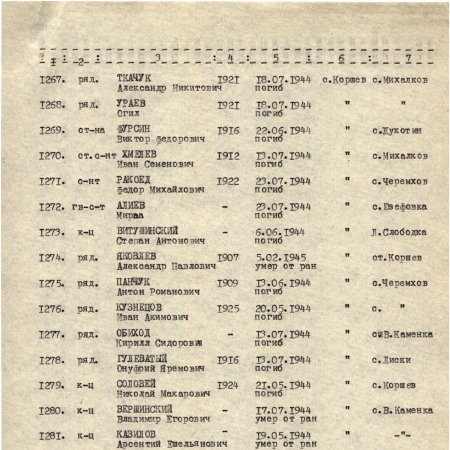 1 - 2 - 3 : 4 - : - 5 - : - 6 - : - 7
1267. ряд. ТКАЧУК 1921 18.07.1944 с.Коршев с.Михалков
Александр Никитович погиб
1268. ряд. УРАЕВ 1921 18.07.1944 " "
Огил погиб
1269. ст-на ФУРСИН 1916 22.06.1944 " с.Жукотин
Виктор Федорович погиб
1270. ст.с-нт ХМЕЛЕВ 1912 13.07.1944 " с.Михалков
Иван Семенович погиб
1271. с-нт РАКОЕД 1922 23.07.1944 " с.Черемхов
Федор Михайлович погиб
1272. гв-с-т АЛИЕВ - 23.07.1944 " с.Юзефовка
Мираа погиб
1273. к-ц ВИТУШИНСКИЙ - 6.06.1944 " Д.Слободка
Степан Антонович погиб
1274. ряд. ЯКОВЛЕВ 1907 5.02.1945 " ст.Коршев
Александр Павлович умер от ран
1275. ряд. ПАНЧУК 1909 13.06.1944 " с.Черемхов
Антон Романович погиб
1276. ряд. КУЗНЕЦОВ 1925 20.05.1944 " с. "
Иван Акимович погиб
1277. ряд. ОБИХОД - 13.07.1944 " с.В.Каменка
Кирилл Сидорович погиб
1278. ряд. ГУЛЕВАТЫЙ 1916 13.07.1944 " с.Лиски
Онуфрий Яремович погиб
1279. к-ц СОЛОВЕЙ 1924 21.05.1944 " с.Коршев
Николай Макарович погиб
1280. к-ц ВЕРШИНСКИЙ - 17.07.1944 " с.В.Каменка
Владимир Егорович умер от ран
1281. к-ц КАЗИЛОВ - 19.05.1944 " -"-
Арсентий Емельянович умер от ран